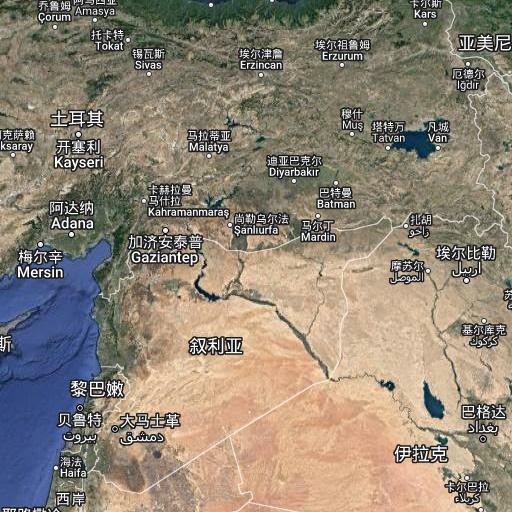 乔鲁姆
Çorum
阿马西亚
Amasya
卡尔斯
Kars
托卡特
Tokat
亚美尼
锡瓦斯
Sivas
埃尔津詹
Erzincan
埃尔祖鲁姆
Erzurum
厄德尔
Iğdır
土耳其
克萨赖
ksaray
开塞利
Kayseri
马拉蒂亚
Malatya
穆什
Muş
塔特万
Tatvan
凡城
Van
迪亚巴克尔
Diyarbakır
巴特曼
Batman
卡赫拉曼
马什拉
Kahramanmaraş
阿达纳
Adana
尚勒乌尔法
Şanlıurfa
马尔丁
Mardin
扎胡
زاخو
梅尔辛
Mersin
加济安泰普
Gaziantep
埃尔比勒
اربيل
摩苏尔
الموصل
苏
基尔库克
كركوك
斯
叙利亚
黎巴嫩
贝鲁特
بيروت
大马士革
دمشق
巴格达
بغداد
伊拉克
海法
Haifa
卡尔巴拉
كربلاء
西岸